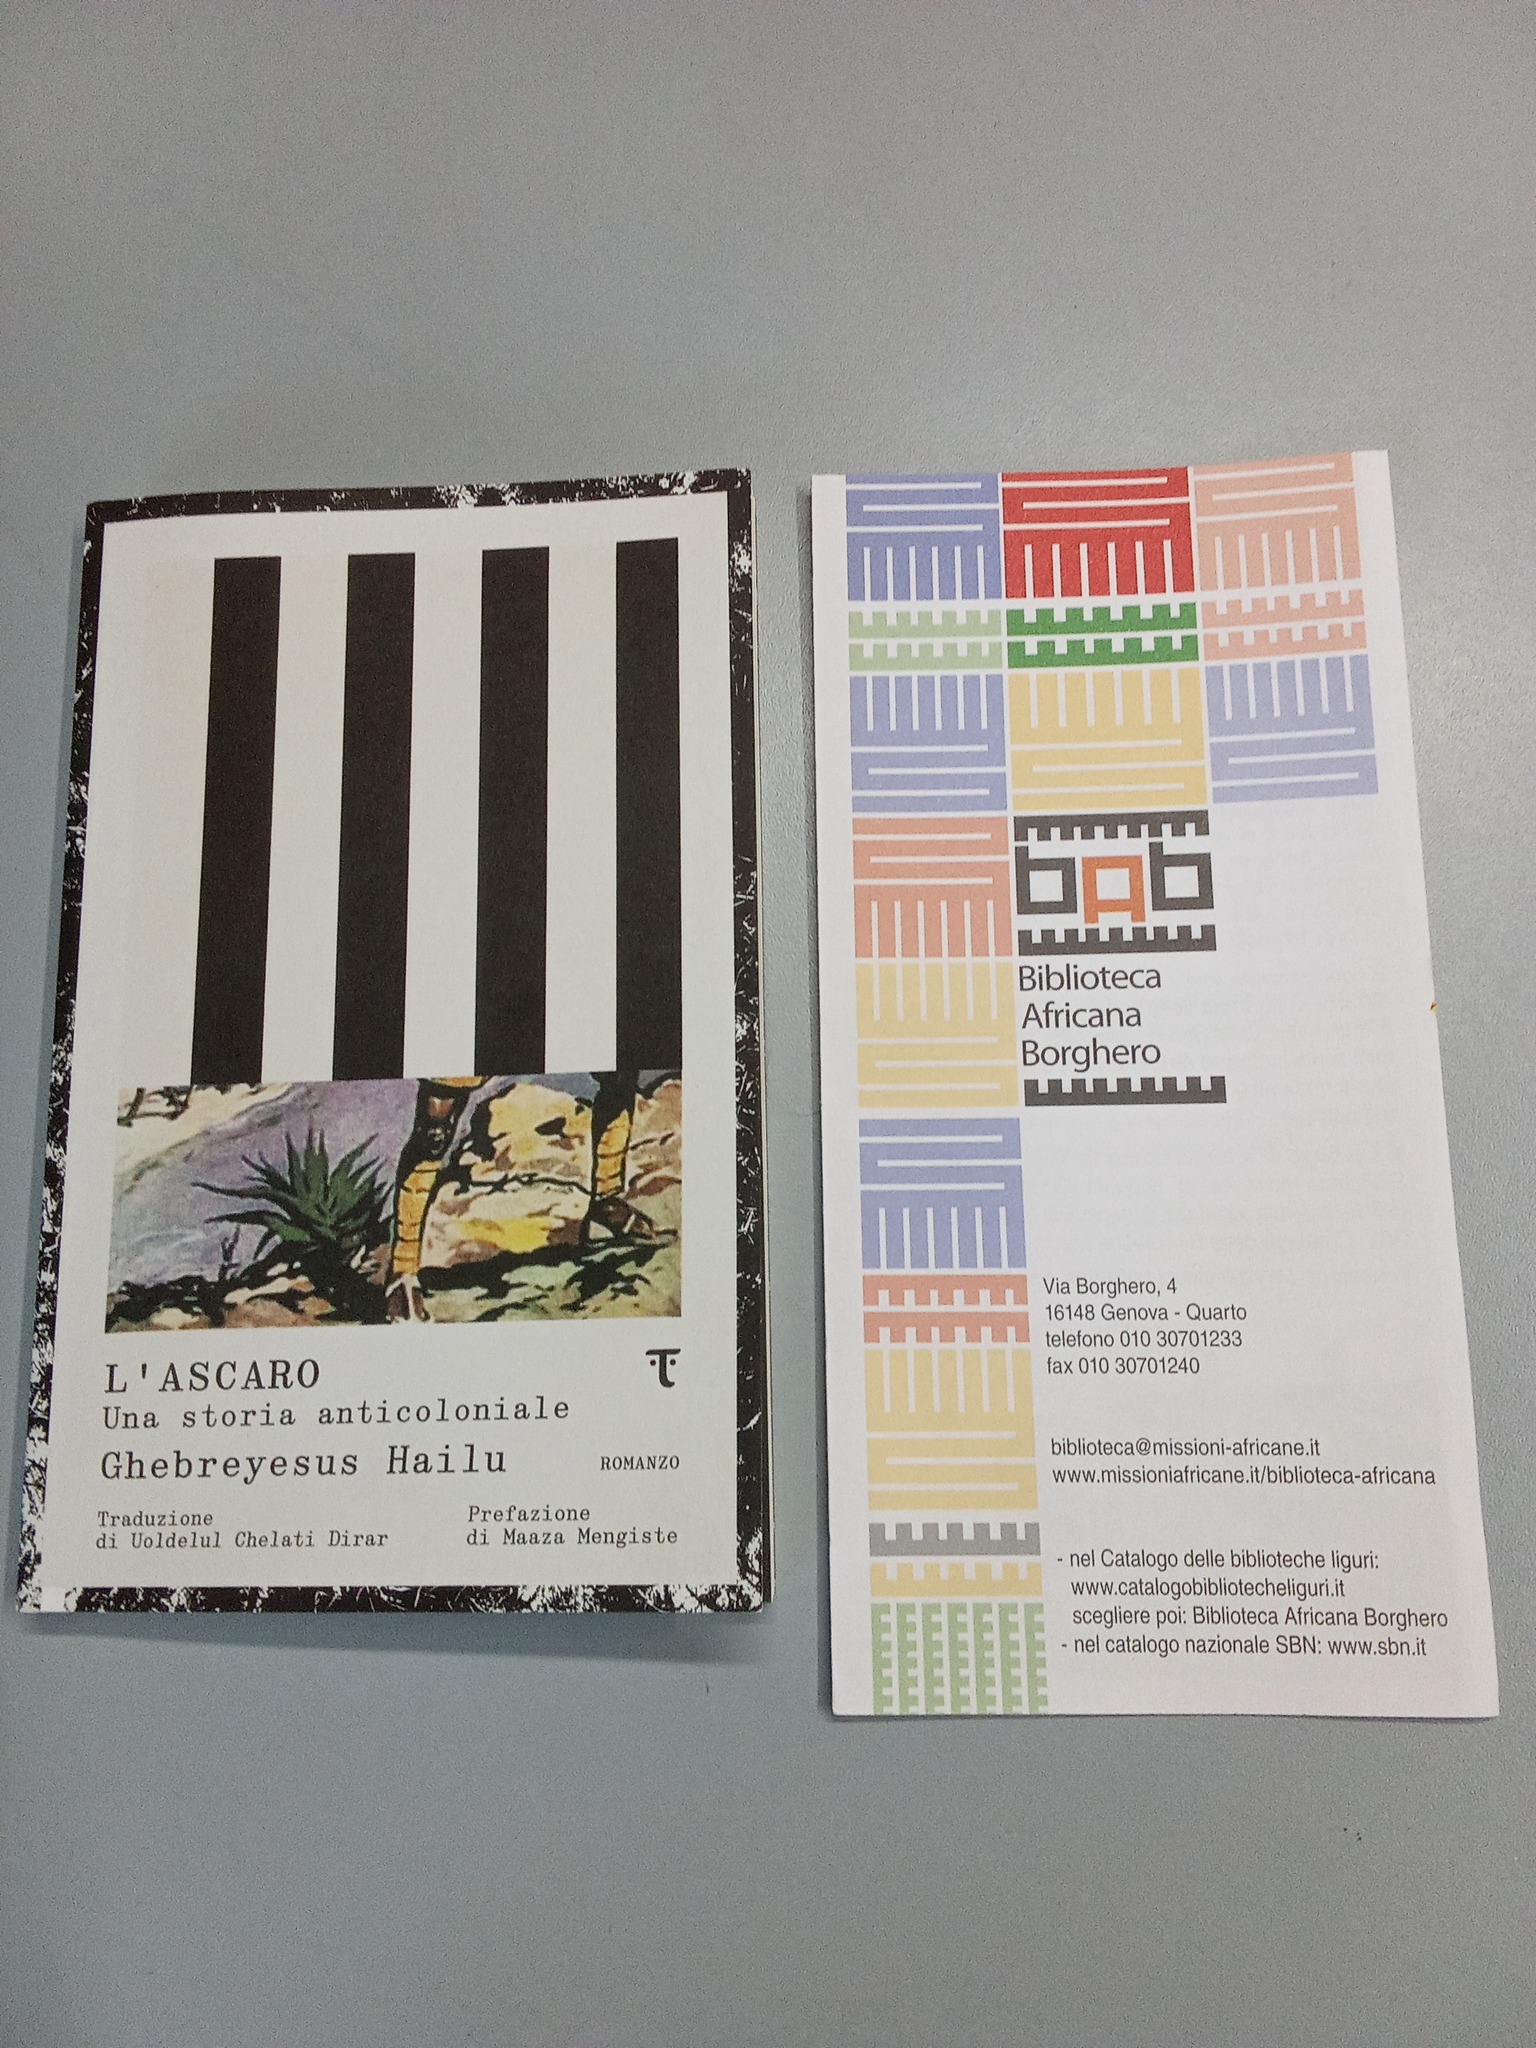 L'ASCARO
Una storia anticoloniale
Ghebreyesus Hailu
ROMANZO
Traduzione
di Uoldelul Chelati Dirar
Prefazione
di Maaza Mengiste
bAb
Biblioteca
Africana
Borghero
Via Borghero, 4
16148 Genova - Quarto
telefono 010 30701233
fax 010 30701240
biblioteca@missioni-africane.it
www.missioniafricane.it/biblioteca-africana
- nel Catalogo delle biblioteche liguri:
www.catalogobibliotecheliguri.it
scegliere poi: Biblioteca Africana Borghero
- nel catalogo nazionale SBN: www.sbn.it